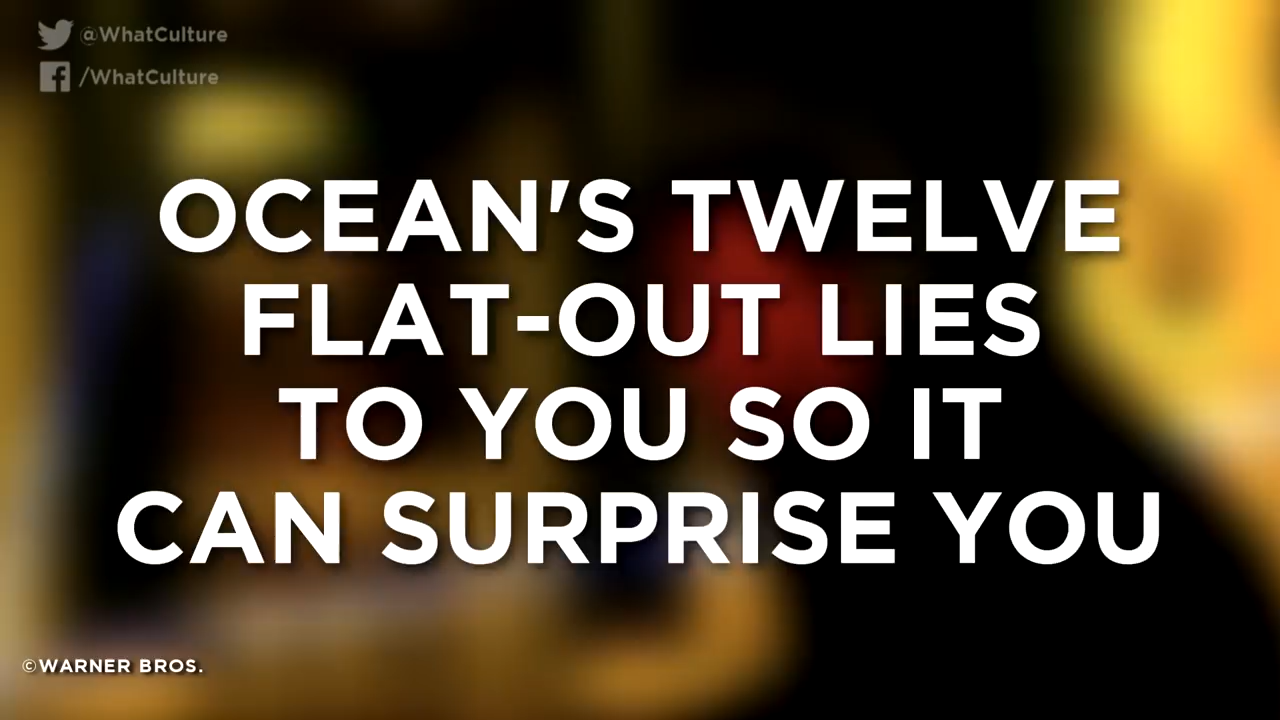 @WhatCulture
/WhatCulture
OCEAN'S TWELVE
FLAT-OUT LIES
TO YOU SO IT
CAN SURPRISE YOU
©WARNER BROS.